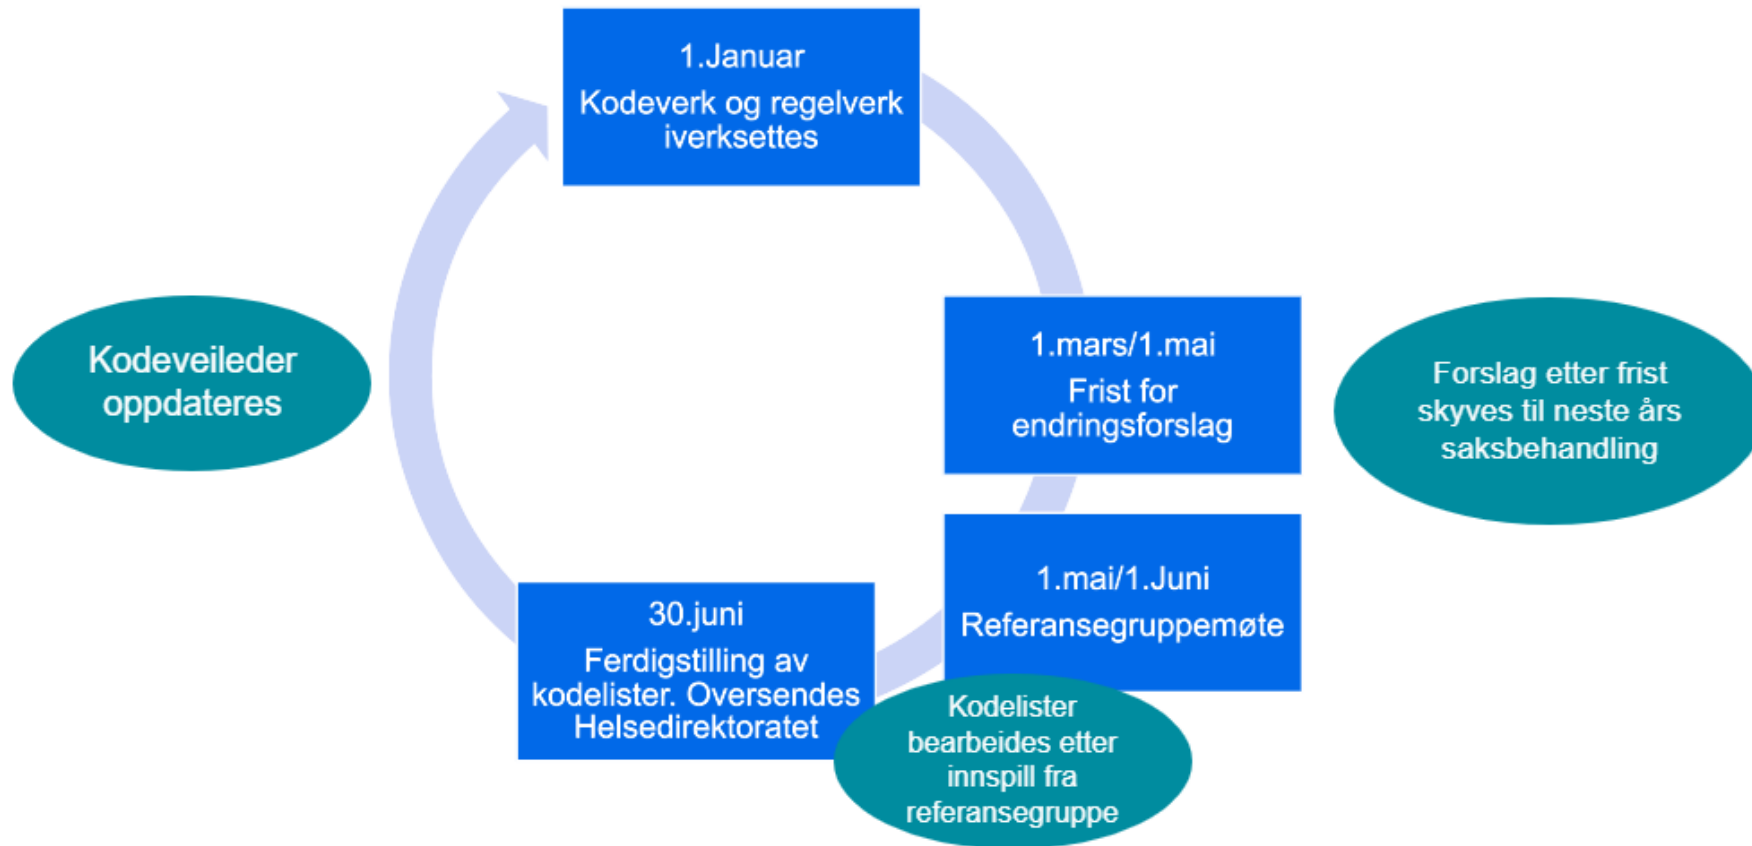 1.Januar
Kodeverk og regelverk
iverksettes
1.mars/1.mai
Frist for
endringsforslag
Forslag etter frist
skyves til neste års
saksbehandling
1.mai/1.Juni
Referansegruppemøte
Kodelister
bearbeides etter
innspill fra
referansegruppe
30.juni
Ferdigstilling av
kodelister. Oversendes
Helsedirektoratet
Kodeveileder
oppdateres